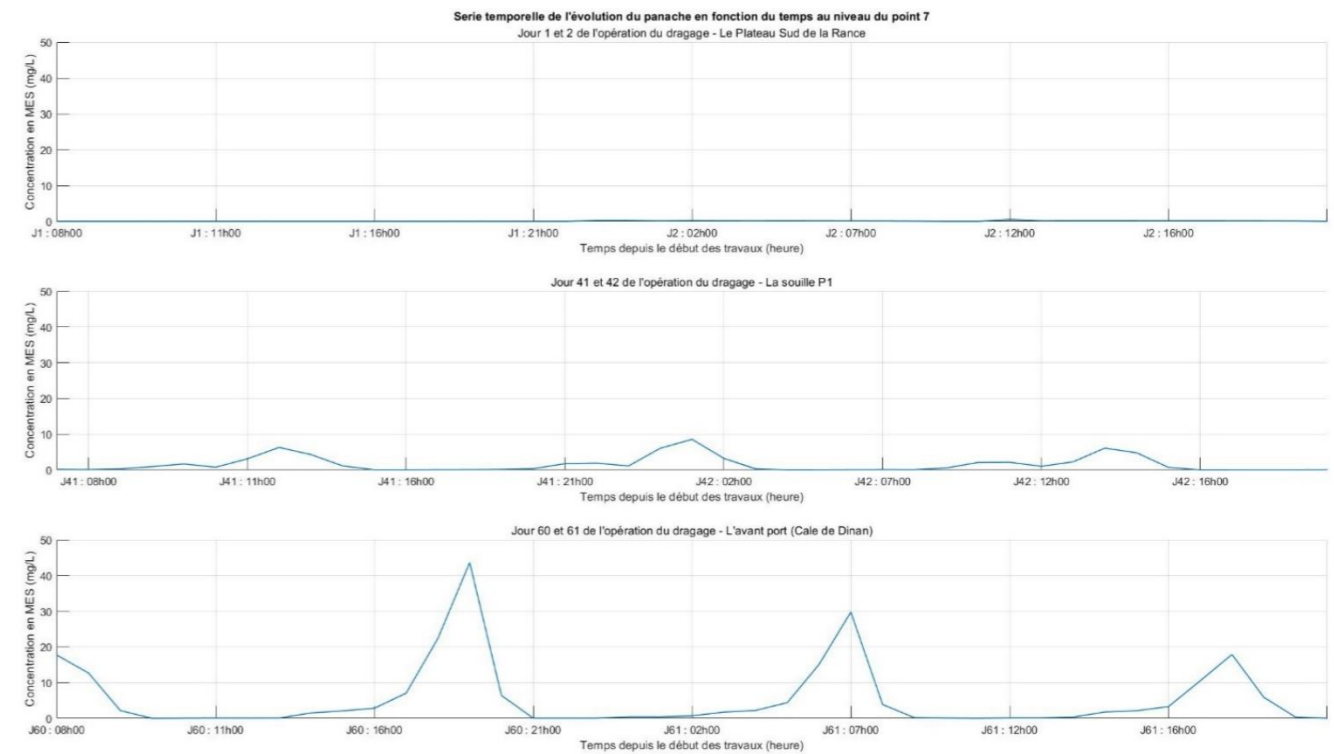 Serie temporelle de l'évolution du panache en fonction du temps au niveau du point 7
Jour 1 et 2 de l'opération du dragage - Le Plateau Sud de la Rance
Concentration en MES (mg/L)
50
40
30
20
10
0
J1 : 08h00 J1 : 11h00 J1 : 16h00 J1 : 21h00 J2 : 02h00 J2 : 07h00 J2 : 12h00 J2 : 16h00
Temps depuis le début des travaux (heure)
Jour 41 et 42 de l'opération du dragage - La souille P1
Concentration en MES (mg/L)
50
40
30
20
10
0
J41 : 08h00 J41 : 11h00 J41 : 16h00 J41 : 21h00 J42 : 02h00 J42 : 07h00 J42 : 12h00 J42 : 16h00
Temps depuis le début des travaux (heure)
Jour 60 et 61 de l'opération du dragage - L'avant port (Cale de Dinan)
Concentration en MES (mg/L)
50
40
30
20
10
0
J60 : 08h00 J60 : 11h00 J60 : 16h00 J60 : 21h00 J61 : 02h00 J61 : 07h00 J61 : 12h00 J61 : 16h00
Temps depuis le début des travaux (heure)